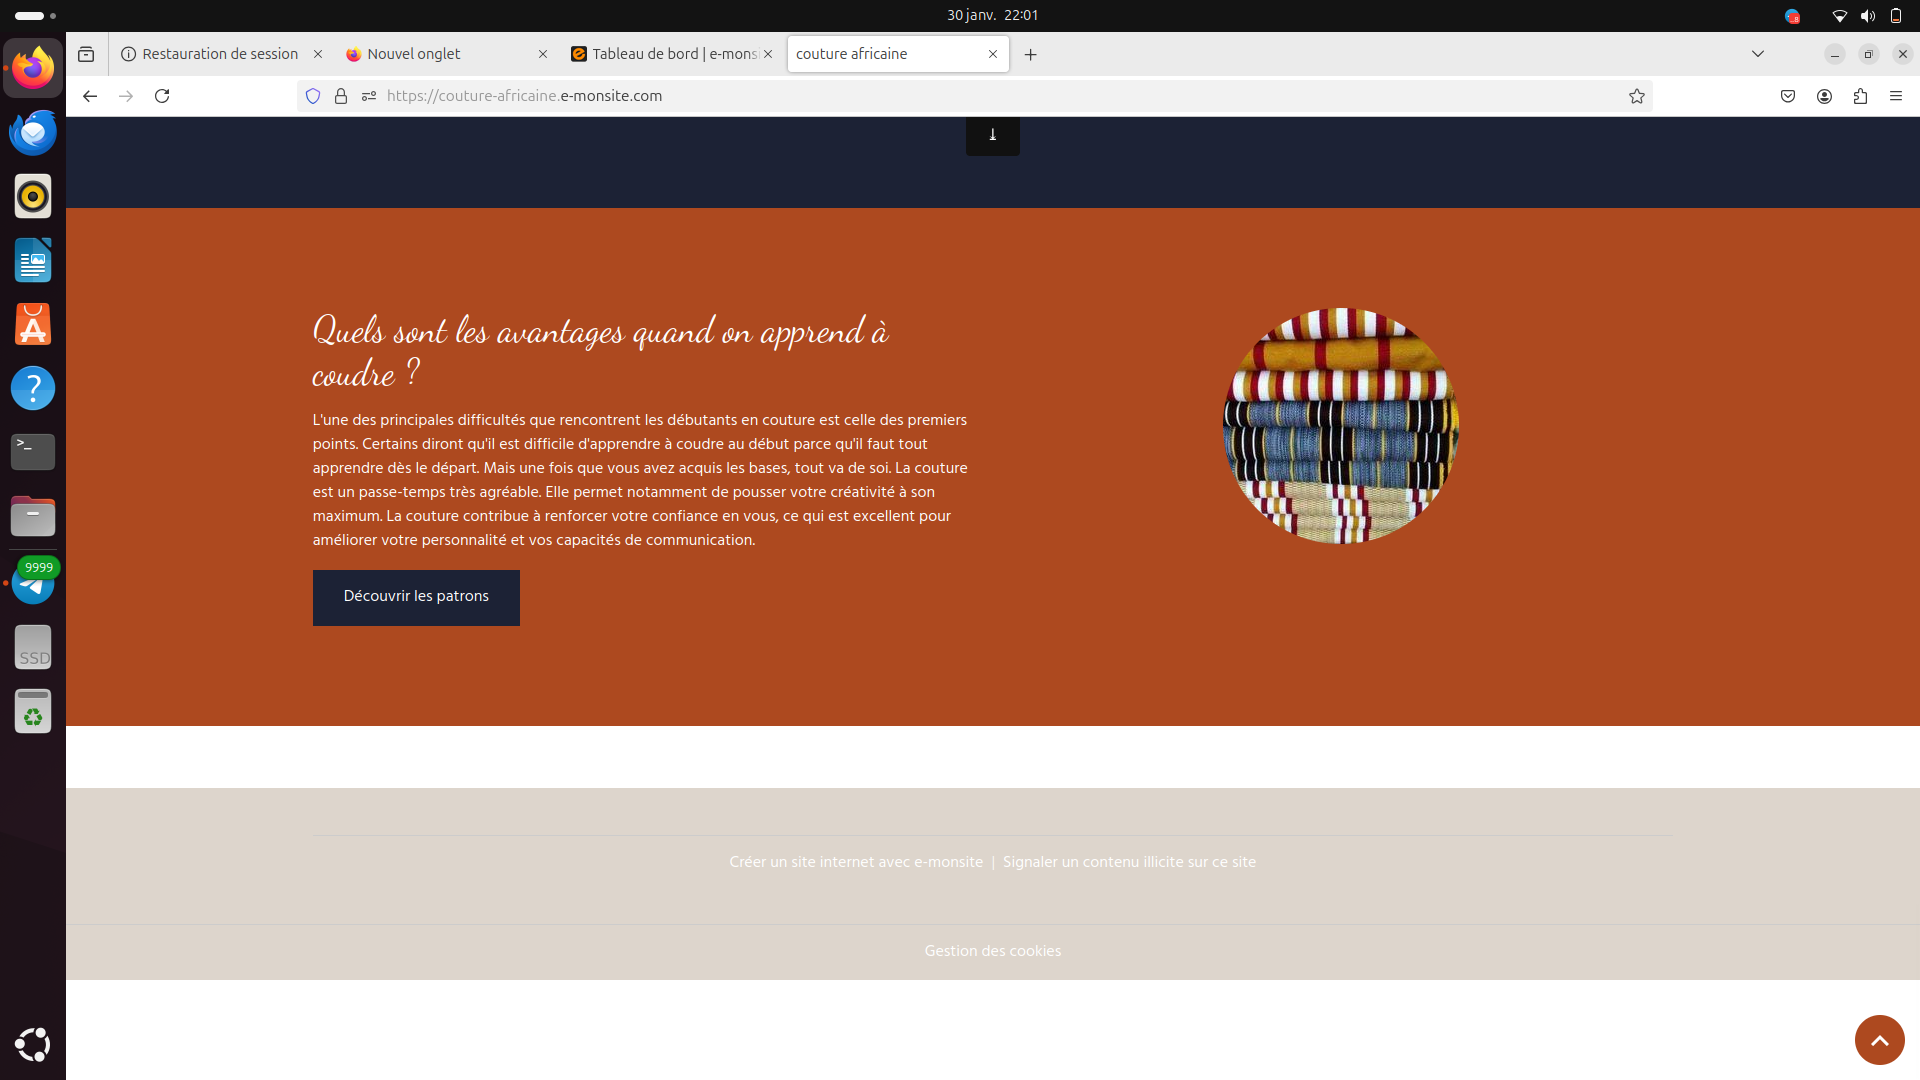 30 janv. 22:01
Restauration de session
Nouvel onglet
Tableau de bord | e-mons
couture africaine
https://couture-africaine.e-monsite.com
Quels sont les avantages quand on apprend à
coudre ?
L'une des principales difficultés que rencontrent les débutants en couture est celle des premiers
points. Certains diront qu'il est difficile d'apprendre à coudre au début parce qu'il faut tout
apprendre dès le départ. Mais une fois que vous avez acquis les bases, tout va de soi. La couture
est un passe-temps très agréable. Elle permet notamment de pousser votre créativité à son
maximum. La couture contribue à renforcer votre confiance en vous, ce qui est excellent pour
améliorer votre personnalité et vos capacités de communication.
Découvrir les patrons
9999
SSD
Créer un site internet avec e-monsite | Signaler un contenu illicite sur ce site
Gestion des cookies